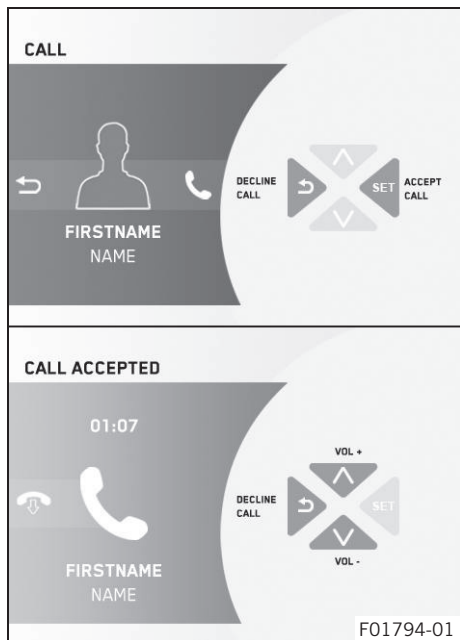 CALL
DECLINE
CALL
SET
ACCEPT
CALL
FIRSTNAME
NAME
CALL ACCEPTED
01:07
VOL +
DECLINE
CALL
SET
VOL -
FIRSTNAME
NAME
F01794-01